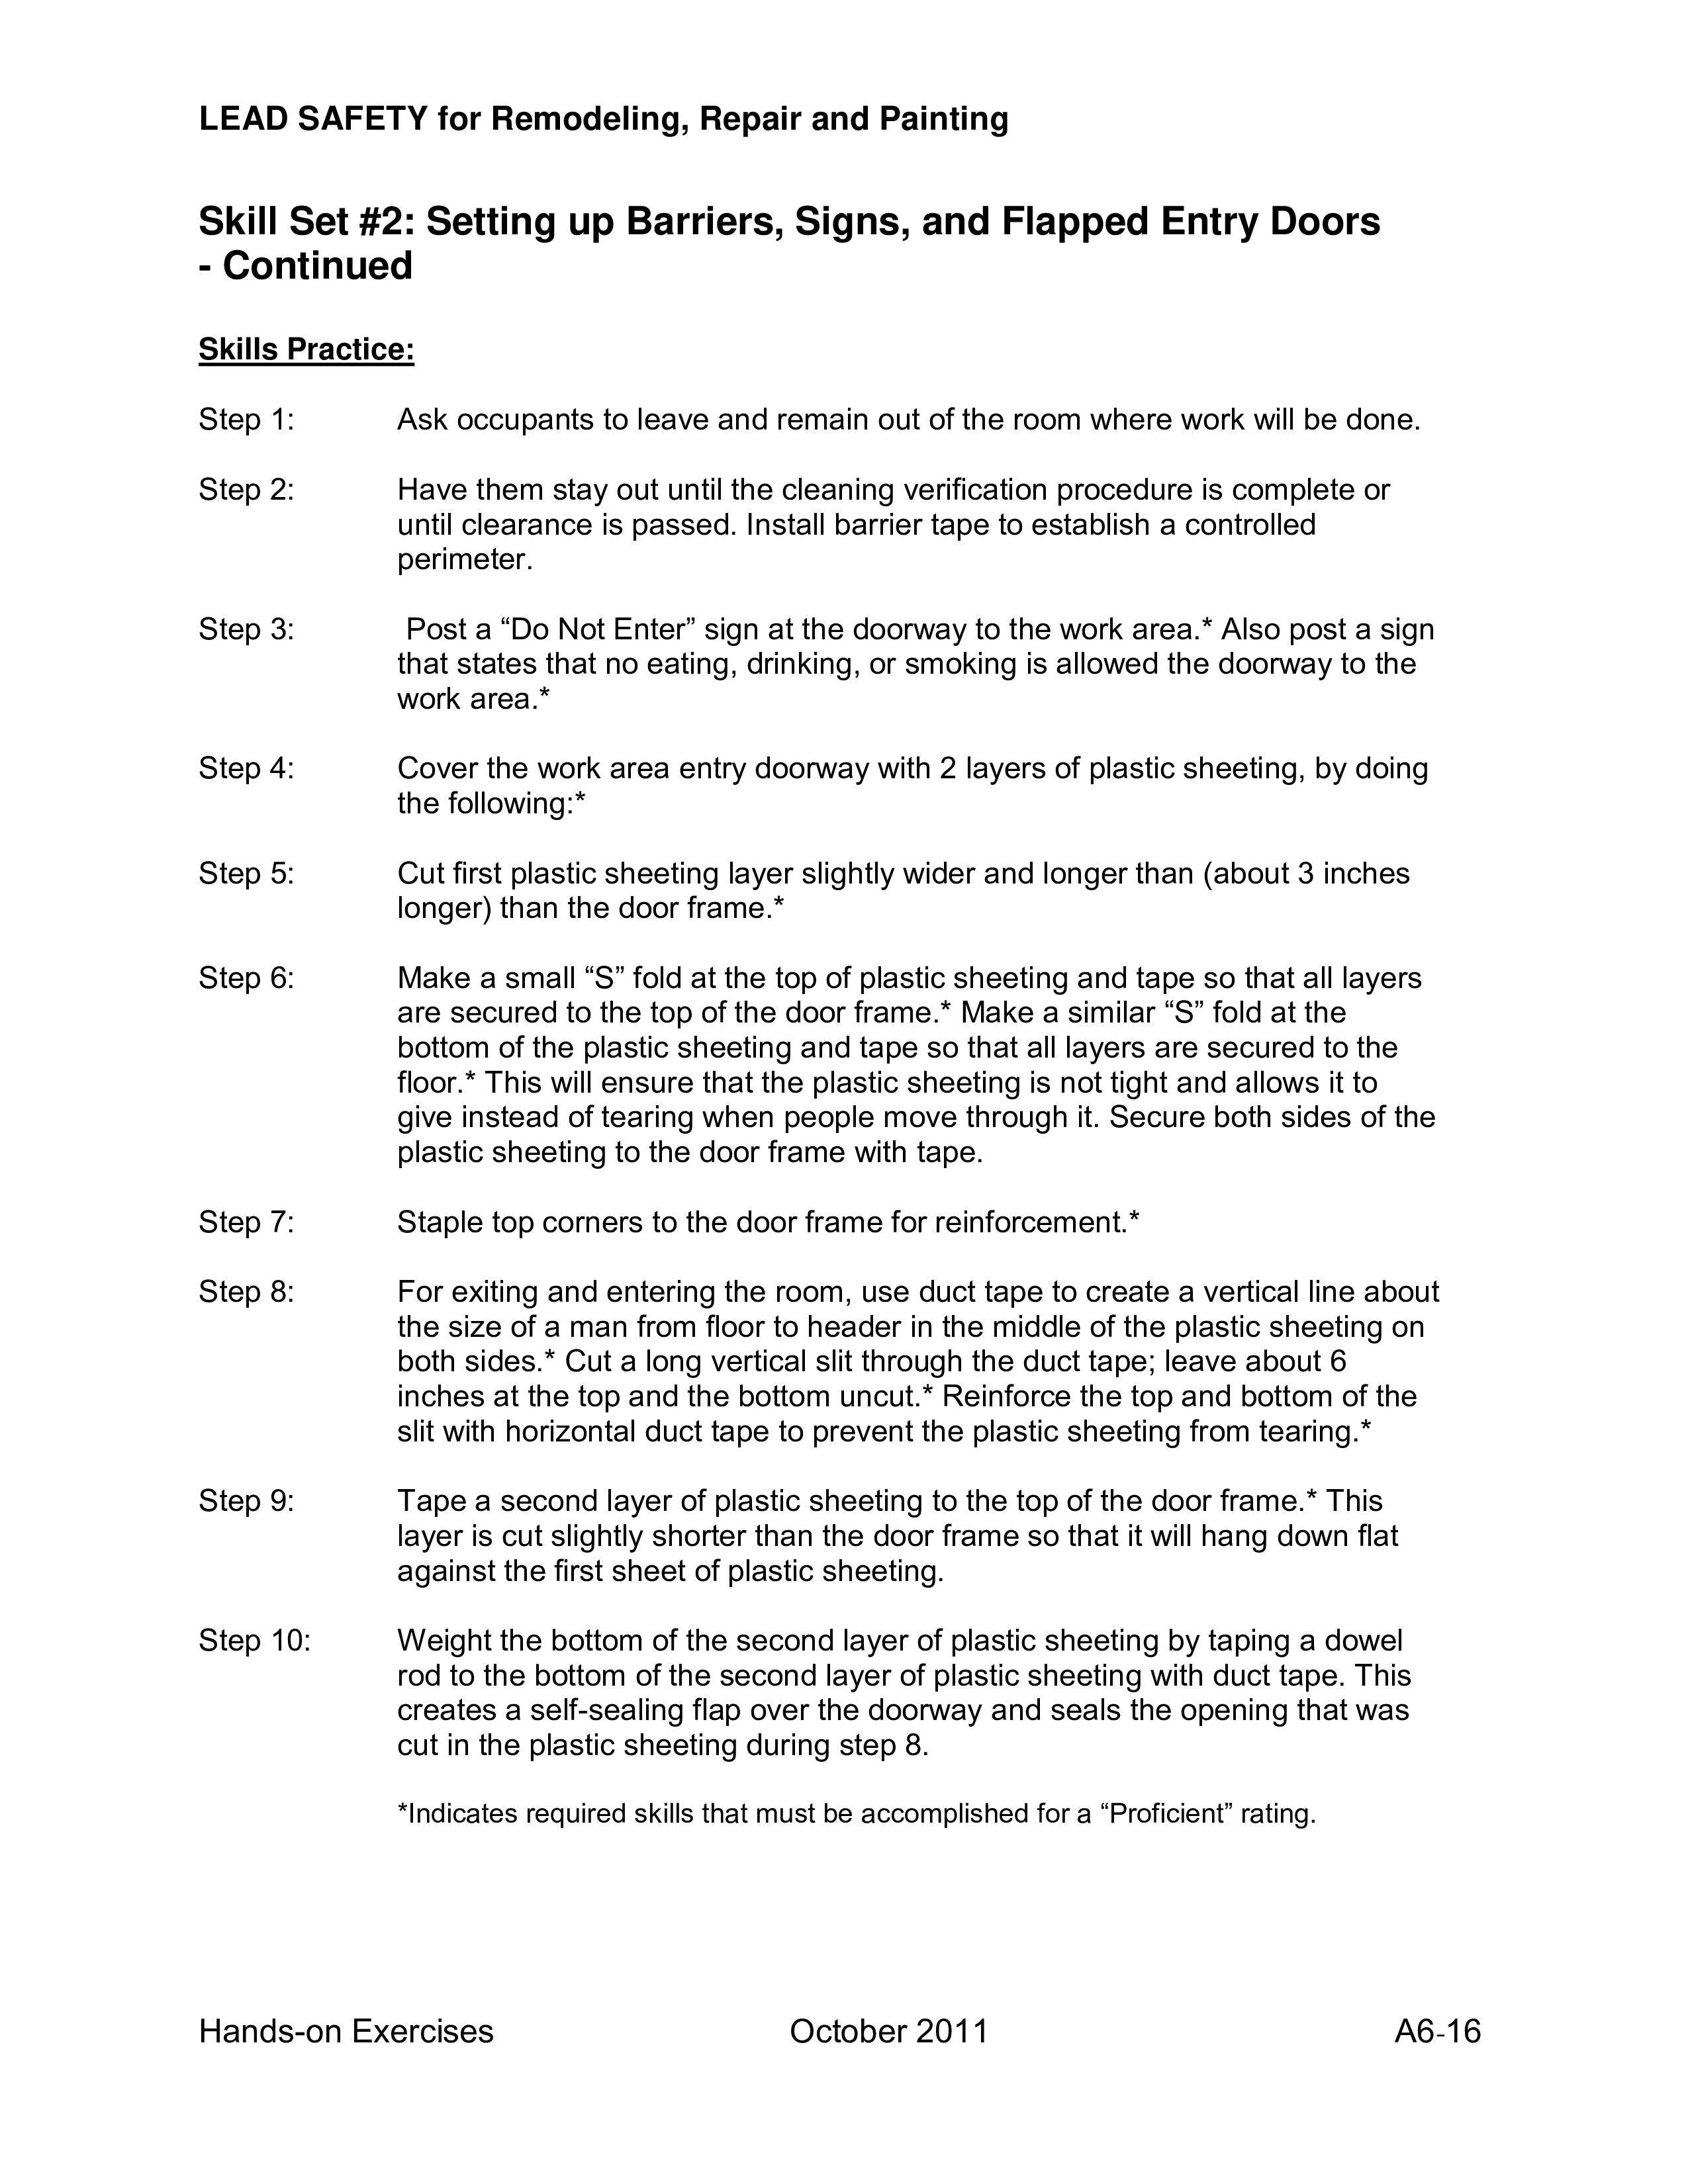 LEAD SAFETY for Remodeling, Repair and Painting
Skill Set #2: Setting up Barriers, Signs, and Flapped Entry Doors
- Continued
Skills Practice:
Step 1: Ask occupants to leave and remain out of the room where work will be done.
Step 2: Have them stay out until the cleaning verification procedure is complete or
until clearance is passed. Install barrier tape to establish a controlled
perimeter.
Step 3: Post a “Do Not Enter” sign at the doorway to the work area.* Also post a sign
that states that no eating, drinking, or smoking is allowed the doorway to the
work area.*
Step 4: Cover the work area entry doorway with 2 layers of plastic sheeting, by doing
the following:*
Step 5: Cut first plastic sheeting layer slightly wider and longer than (about 3 inches
longer) than the door frame.*
Step 6: Make a small “S” fold at the top of plastic sheeting and tape so that all layers
are secured to the top of the door frame.* Make a similar “S” fold at the
bottom of the plastic sheeting and tape so that all layers are secured to the
floor.* This will ensure that the plastic sheeting is not tight and allows it to
give instead of tearing when people move through it. Secure both sides of the
plastic sheeting to the door frame with tape.
Step 7: Staple top corners to the door frame for reinforcement.*
Step 8: For exiting and entering the room, use duct tape to create a vertical line about
the size of a man from floor to header in the middle of the plastic sheeting on
both sides.* Cut a long vertical slit through the duct tape; leave about 6
inches at the top and the bottom uncut.* Reinforce the top and bottom of the
slit with horizontal duct tape to prevent the plastic sheeting from tearing.*
Step 9: Tape a second layer of plastic sheeting to the top of the door frame.* This
layer is cut slightly shorter than the door frame so that it will hang down flat
against the first sheet of plastic sheeting.
Step 10: Weight the bottom of the second layer of plastic sheeting by taping a dowel
rod to the bottom of the second layer of plastic sheeting with duct tape. This
creates a self-sealing flap over the doorway and seals the opening that was
cut in the plastic sheeting during step 8.
*Indicates required skills that must be accomplished for a “Proficient” rating.
Hands-on Exercises October 2011 A6-16